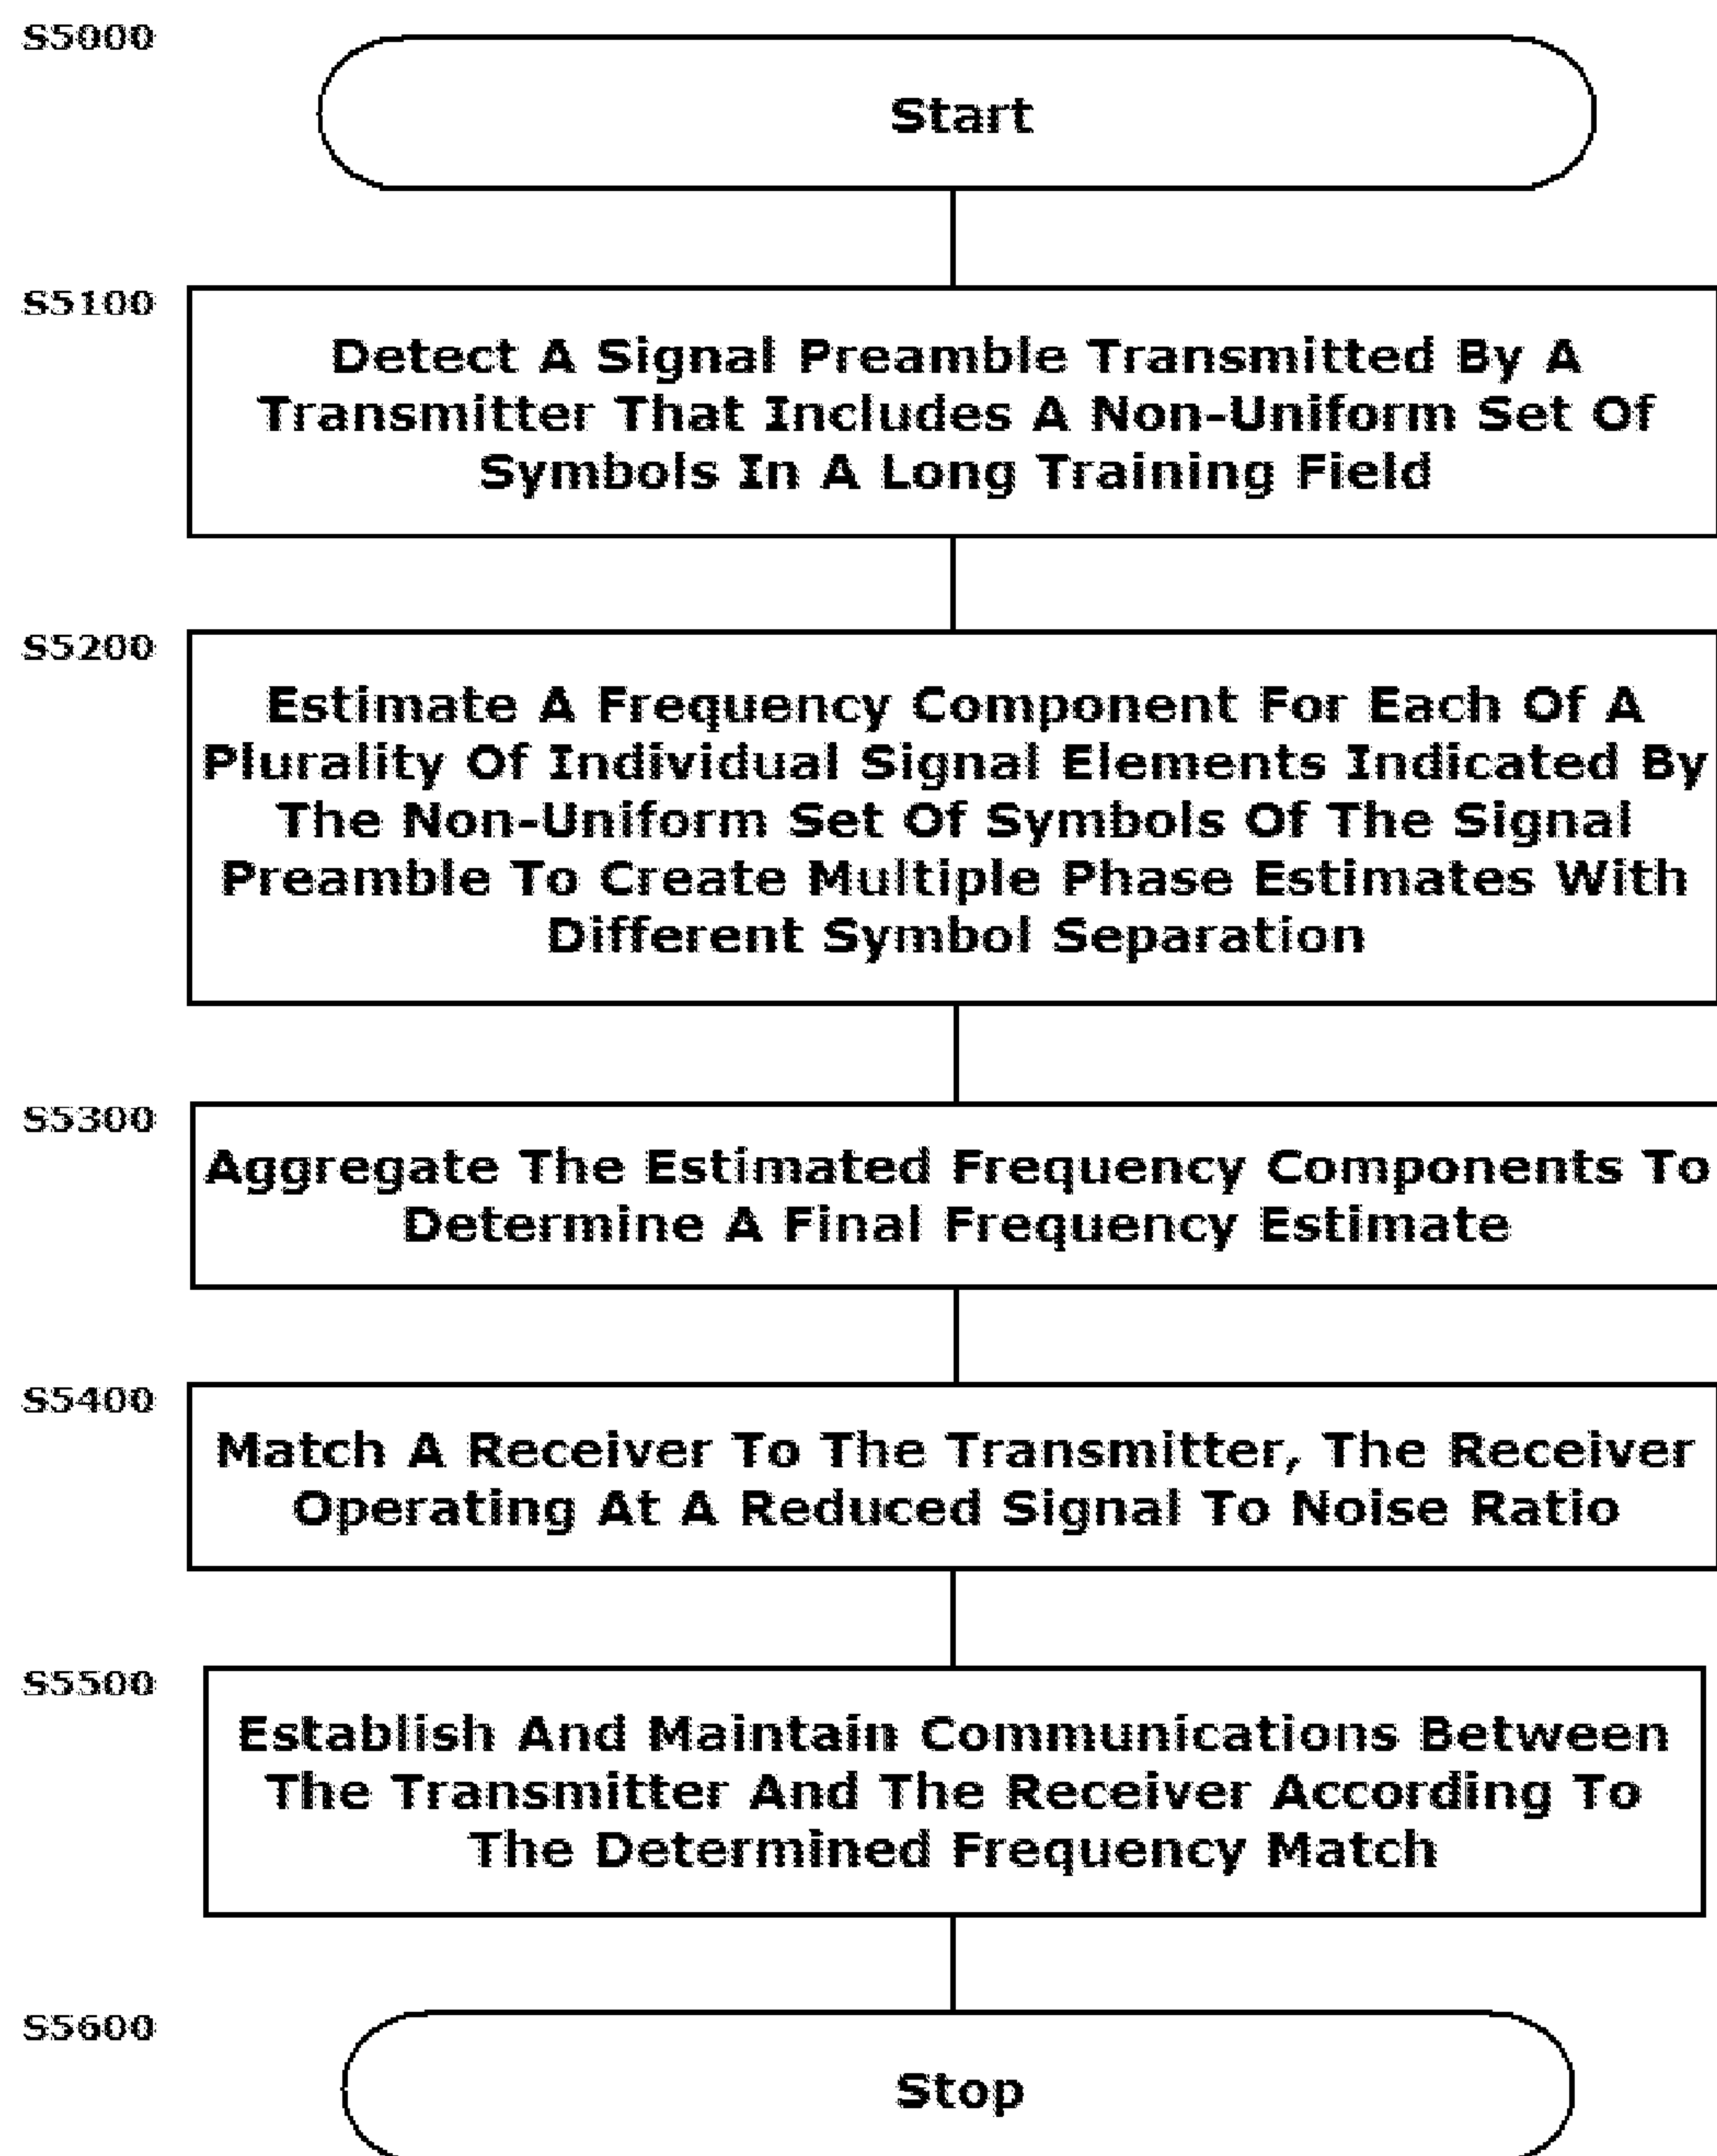 S5000
Start
S5100
Detect A Signal Preamble Transmitted By A
Transmitter That Includes A Non-Uniform Set Of
Symbols In A Long Training Field
S5200
Estimate A Frequency Component For Each Of A
Plurality Of Individual Signal Elements Indicated By
The Non-Uniform Set Of Symbols Of The Signal
Preamble To Create Multiple Phase Estimates With
Different Symbol Separation
S5300
Aggregate The Estimated Frequency Components To
Determine A Final Frequency Estimate
S5400
Match A Receiver To The Transmitter, The Receiver
Operating At A Reduced Signal To Noise Ratio
S5500
Establish And Maintain Communications Between
The Transmitter And The Receiver According To
The Determined Frequency Match
S5600
Stop